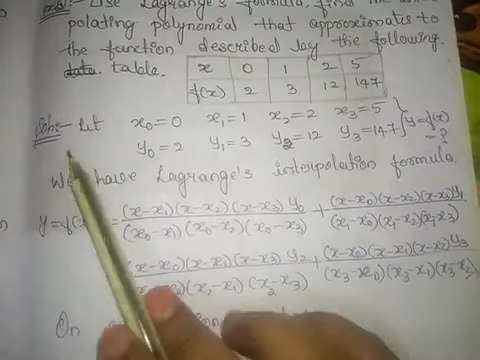 Use Lagrange's formula, find the
polating polynomial that approximates to
the function described by the following
table.
x 0 1 2 5
f(x) 2 3 12 147
Soln:- Let x₀=0 x₁=1 x₂=2 x₃=5 } y=f(x)
y₀=2 y₁=3 y₂=12 y₃=147 -?
We have Lagrange's interpolation formula
y=f( = (x-x₁)(x-x₂)(x-x₃) y₀ / (x₀-x₁)(x₀-x₂)(x₀-x₃) + (x-x₀)(x-x₂)(x-x₃) y₁ / (x₁-x₀)(x₁-x₂)(x₁-x₃)
(x-x₀)(x-x₁)(x-x₃) y₂ / x₀)(x₂-x₁)(x₂-x₃) + (x-x₀)(x-x₁)(x-x₂) y₃ / (x₃-x₀)(x₃-x₁)(x₃-x₂)
On